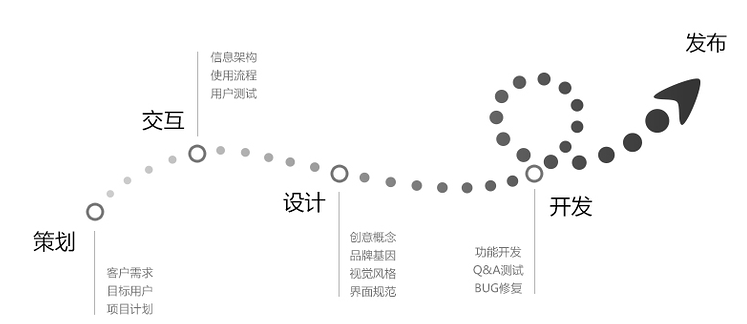 策划
客户需求
目标用户
项目计划
交互
信息架构
使用流程
用户测试
设计
创意概念
品牌基因
视觉风格
界面规范
开发
功能开发
Q&A测试
BUG修复
发布